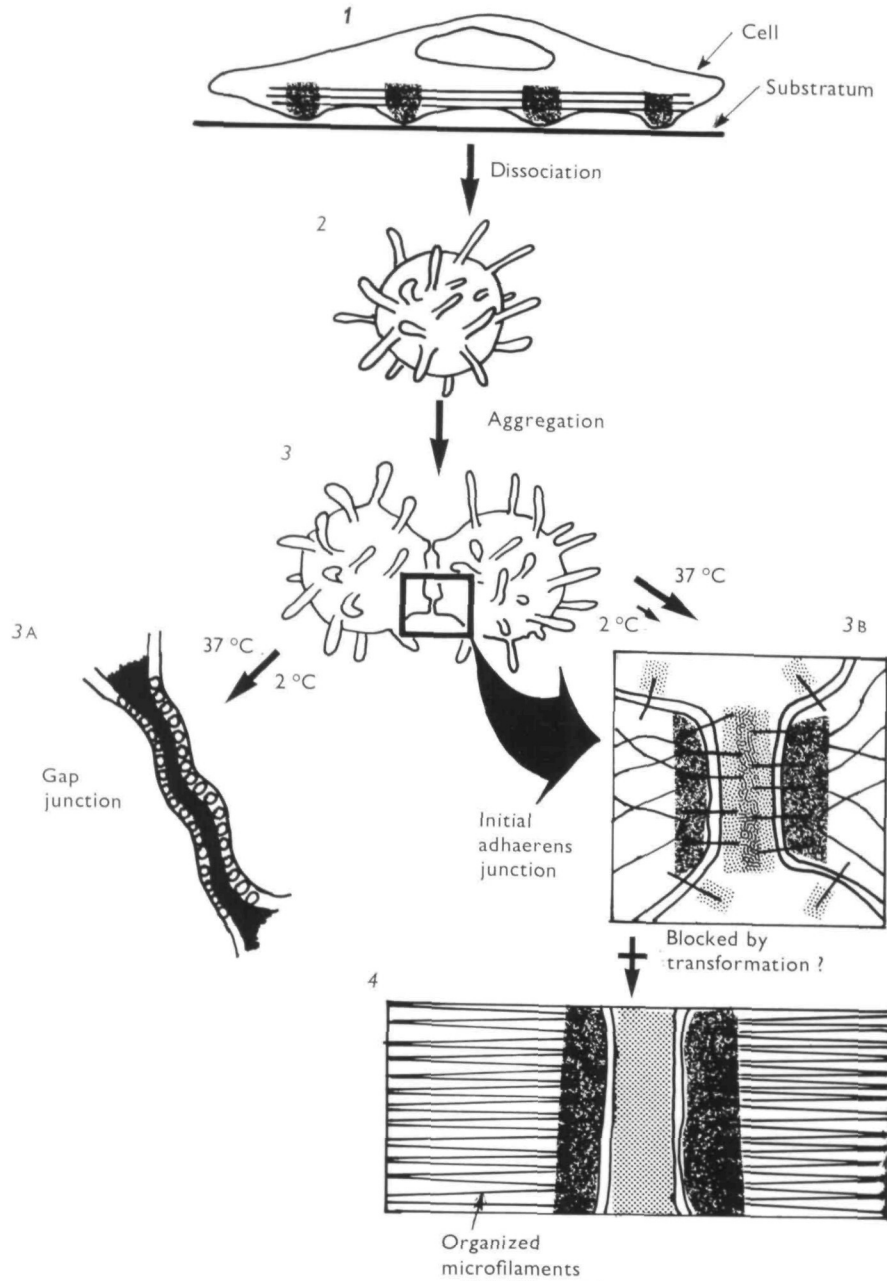 1
Cell
Substratum
Dissociation
2
Aggregation
3
37 °C
2 °C
3B
3A
37 °C
2 °C
Gap
junction
Initial
adhaerens
junction
Blocked by
transformation ?
4
Organized
microfilaments